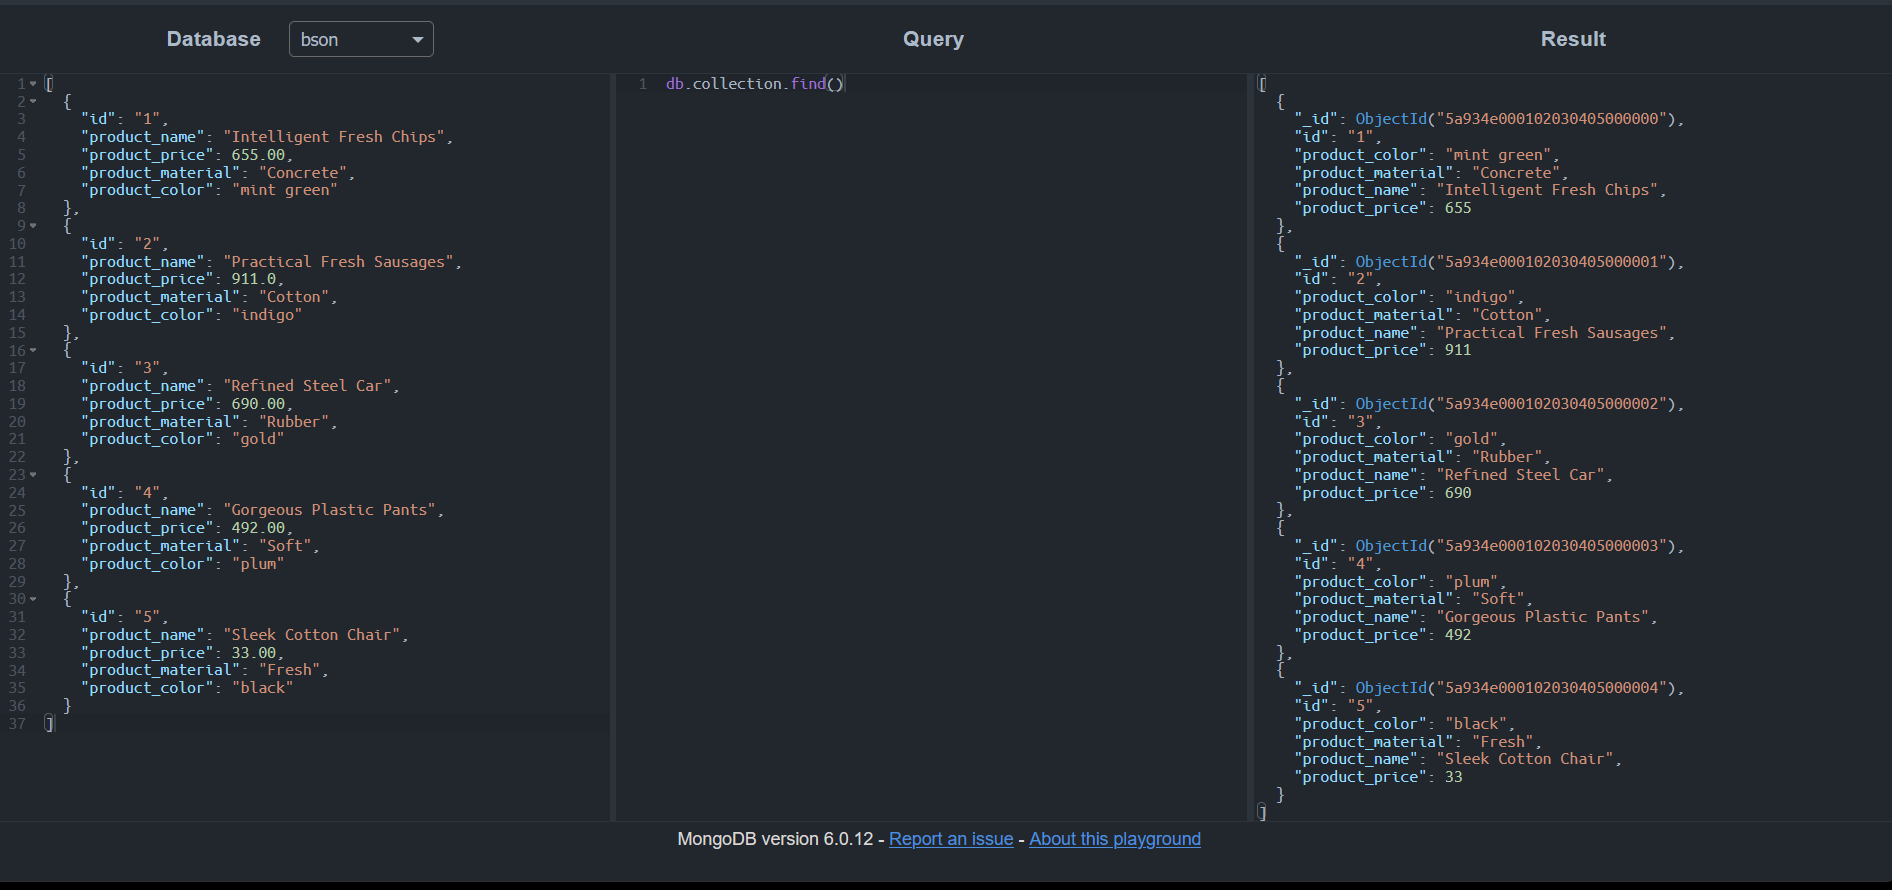 Database bson Query Result
1 [
2 {
3 "id": "1",
4 "product_name": "Intelligent Fresh Chips",
5 "product_price": 655.00,
6 "product_material": "Concrete",
7 "product_color": "mint green"
8 },
9 {
10 "id": "2",
11 "product_name": "Practical Fresh Sausages",
12 "product_price": 911.0,
13 "product_material": "Cotton",
14 "product_color": "indigo"
15 },
16 {
17 "id": "3",
18 "product_name": "Refined Steel Car",
19 "product_price": 690.00,
20 "product_material": "Rubber",
21 "product_color": "gold"
22 },
23 {
24 "id": "4",
25 "product_name": "Gorgeous Plastic Pants",
26 "product_price": 492.00,
27 "product_material": "Soft",
28 "product_color": "plum"
29 },
30 {
31 "id": "5",
32 "product_name": "Sleek Cotton Chair",
33 "product_price": 33.00,
34 "product_material": "Fresh",
35 "product_color": "black"
36 }
37 ]
1 db.collection.find()
[
{
"_id": ObjectId("5a934e000102030405000000"),
"id": "1",
"product_color": "mint green",
"product_material": "Concrete",
"product_name": "Intelligent Fresh Chips",
"product_price": 655
},
{
"_id": ObjectId("5a934e000102030405000001"),
"id": "2",
"product_color": "indigo",
"product_material": "Cotton",
"product_name": "Practical Fresh Sausages",
"product_price": 911
},
{
"_id": ObjectId("5a934e000102030405000002"),
"id": "3",
"product_color": "gold",
"product_material": "Rubber",
"product_name": "Refined Steel Car",
"product_price": 690
},
{
"_id": ObjectId("5a934e000102030405000003"),
"id": "4",
"product_color": "plum",
"product_material": "Soft",
"product_name": "Gorgeous Plastic Pants",
"product_price": 492
},
{
"_id": ObjectId("5a934e000102030405000004"),
"id": "5",
"product_color": "black",
"product_material": "Fresh",
"product_name": "Sleek Cotton Chair",
"product_price": 33
}
]
MongoDB version 6.0.12 - Report an issue - About this playground